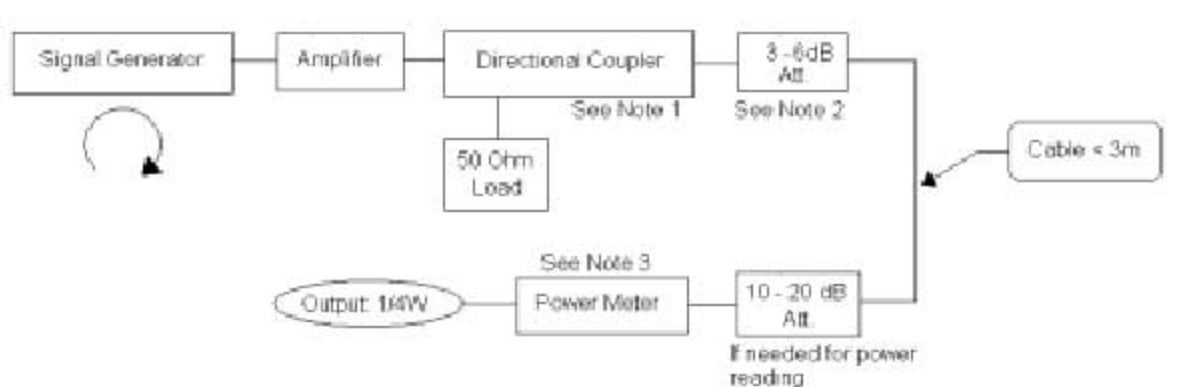 Signal Generator
Amplifier
Directional Coupler
3 - 6dB
Att.
See Note 1
See Note 2
50 Ohm
Load
Cable < 3m
See Note 3
Output: 1/4W
Power Meter
10 - 20 dB
Att.
If needed for power
reading